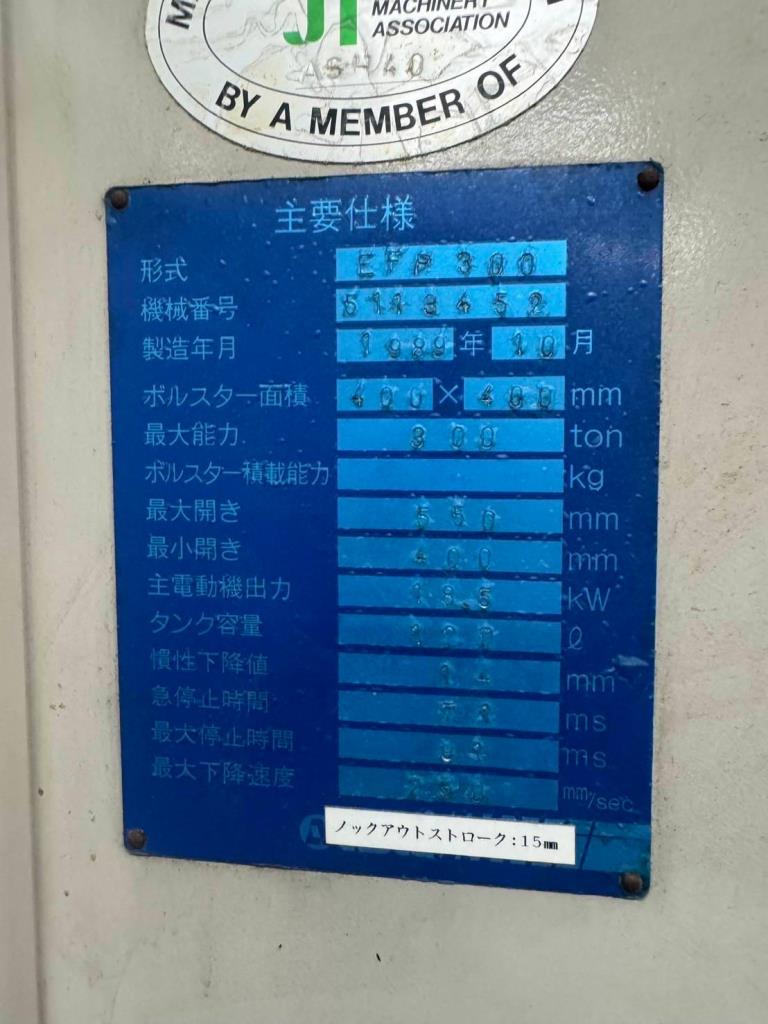 MACHINERY
ASSOCIATION
BY A MEMBER OF
主要仕様
形式 EFP 300
機械番号 5113452
製造年月 1989 年 10 月
ボルスター面積 400 × 400 mm
最大能力 300 ton
ボルスター積載能力 kg
最大開き 550 mm
最小開き 400 mm
主電動機出力 18.5 kW
タンク容量 ℓ
慣性下降値 mm
急停止時間 ms
最大停止時間 ms
最大下降速度 mm/sec
ノックアウトストローク:15㎜